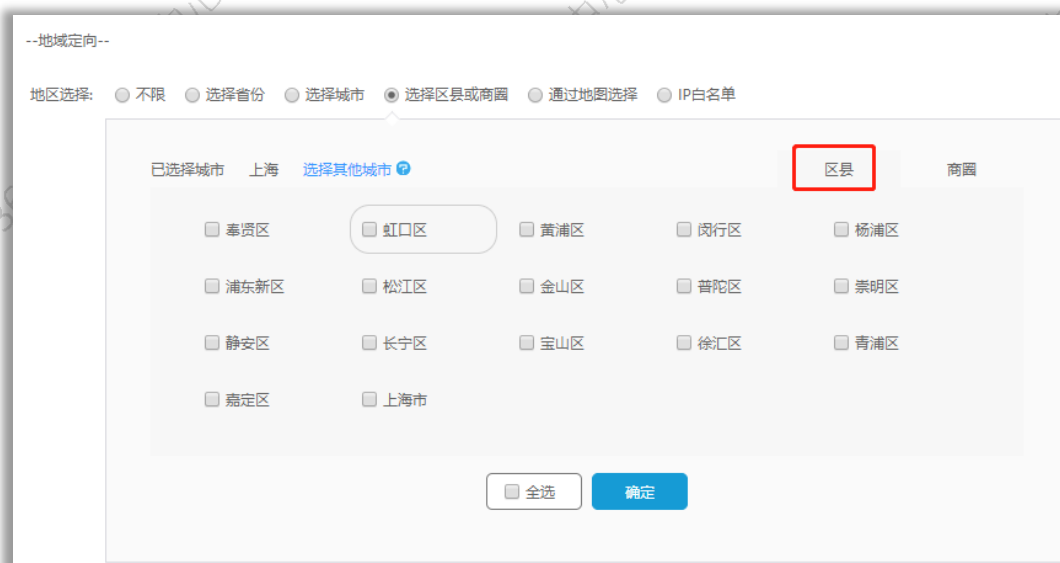 --地域定向--
地区选择: 不限 选择省份 选择城市 选择区县或商圈 通过地图选择 IP白名单
已选择城市 上海 选择其他城市 ? 区县 商圈
奉贤区 虹口区 黄浦区 闵行区 杨浦区
浦东新区 松江区 金山区 普陀区 崇明区
静安区 长宁区 宝山区 徐汇区 青浦区
嘉定区 上海市
全选 确定